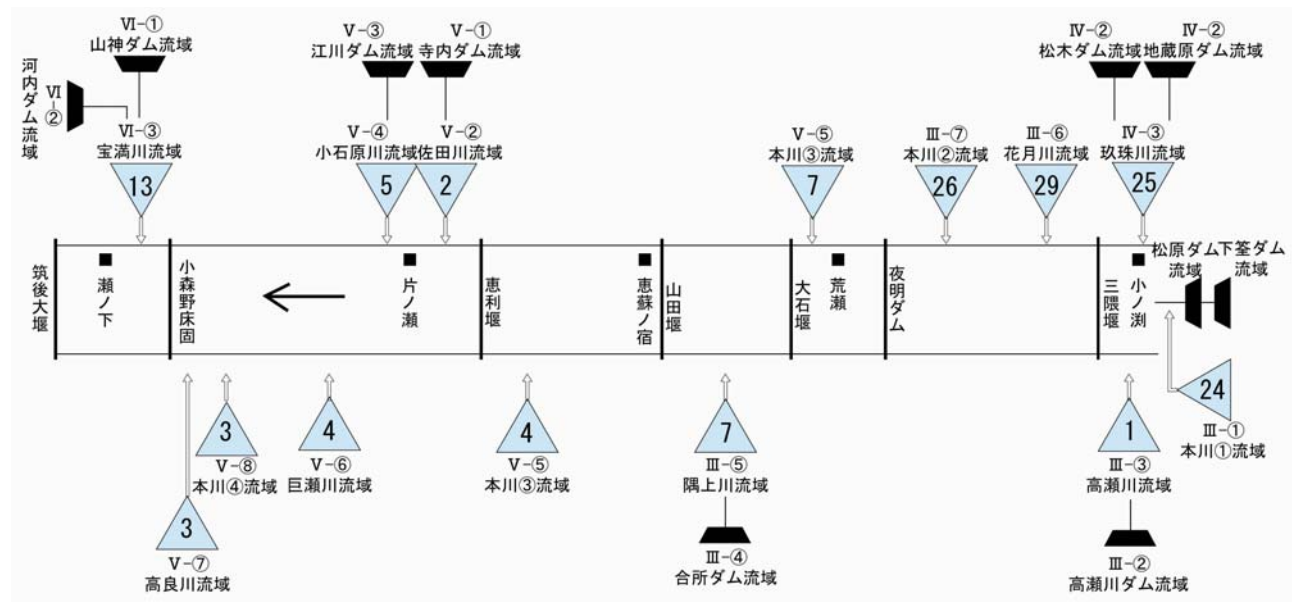 Ⅵ-①
山神ダム流域
河内ダム流域
Ⅵ-②
Ⅵ-③
宝満川流域
13
Ⅴ-③
江川ダム流域
Ⅴ-①
寺内ダム流域
Ⅴ-④
小石原川流域
5
Ⅴ-②
佐田川流域
2
Ⅴ-⑤
本川③流域
7
Ⅲ-⑦
本川②流域
26
Ⅲ-⑥
花月川流域
29
Ⅳ-②
松木ダム流域
Ⅳ-②
地蔵原ダム流域
Ⅳ-③
玖珠川流域
25
筑後大堰
瀬ノ下
小森野床固
片ノ瀬
恵利堰
恵蘇ノ宿
山田堰
大石堰
荒瀬
夜明ダム
三隈堰
小ノ渕
松原ダム
流域
下筌ダム
流域
24
Ⅲ-①
本川①流域
3
Ⅴ-⑧
本川④流域
3
Ⅴ-⑦
高良川流域
4
Ⅴ-⑥
巨瀬川流域
4
Ⅴ-⑤
本川③流域
7
Ⅲ-⑤
隅上川流域
Ⅲ-④
合所ダム流域
1
Ⅲ-③
高瀬川流域
Ⅲ-②
高瀬川ダム流域